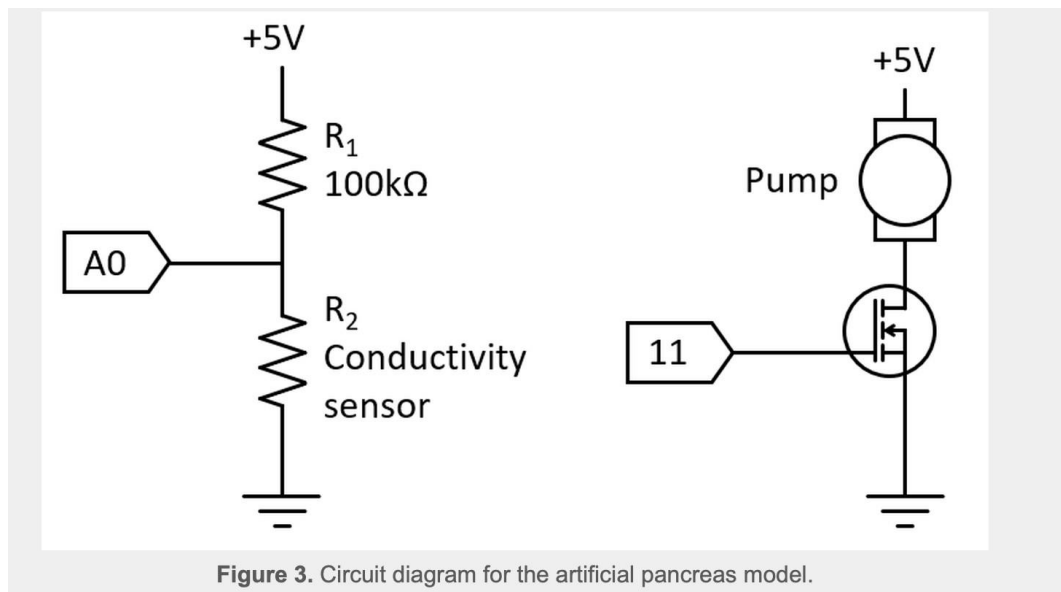 +5V
R₁
100kΩ
A0
R₂
Conductivity
sensor
+5V
Pump
11
Figure 3. Circuit diagram for the artificial pancreas model.